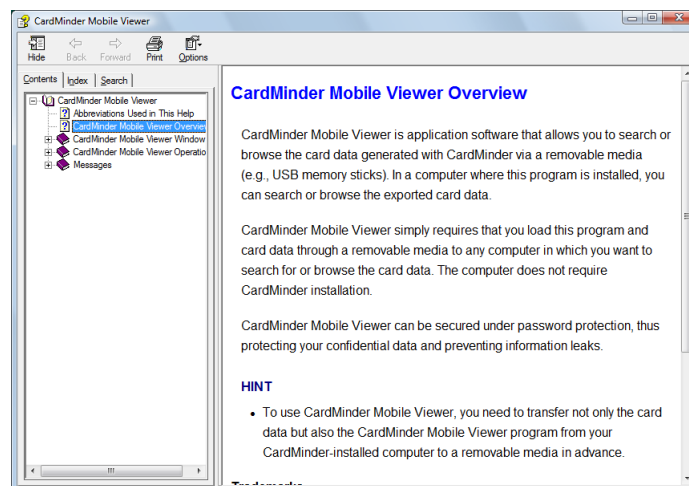 CardMinder Mobile Viewer
Hide Back Forward Print Options
Contents Index Search
CardMinder Mobile Viewer
Abbreviations Used in This Help
CardMinder Mobile Viewer Overview
CardMinder Mobile Viewer Window
CardMinder Mobile Viewer Operatio
Messages
CardMinder Mobile Viewer Overview
CardMinder Mobile Viewer is application software that allows you to search or
browse the card data generated with CardMinder via a removable media
(e.g., USB memory sticks). In a computer where this program is installed, you
can search or browse the exported card data.
CardMinder Mobile Viewer simply requires that you load this program and
card data through a removable media to any computer in which you want to
search for or browse the card data. The computer does not require
CardMinder installation.
CardMinder Mobile Viewer can be secured under password protection, thus
protecting your confidential data and preventing information leaks.
HINT
• To use CardMinder Mobile Viewer, you need to transfer not only the card
data but also the CardMinder Mobile Viewer program from your
CardMinder-installed computer to a removable media in advance.
Trademarks